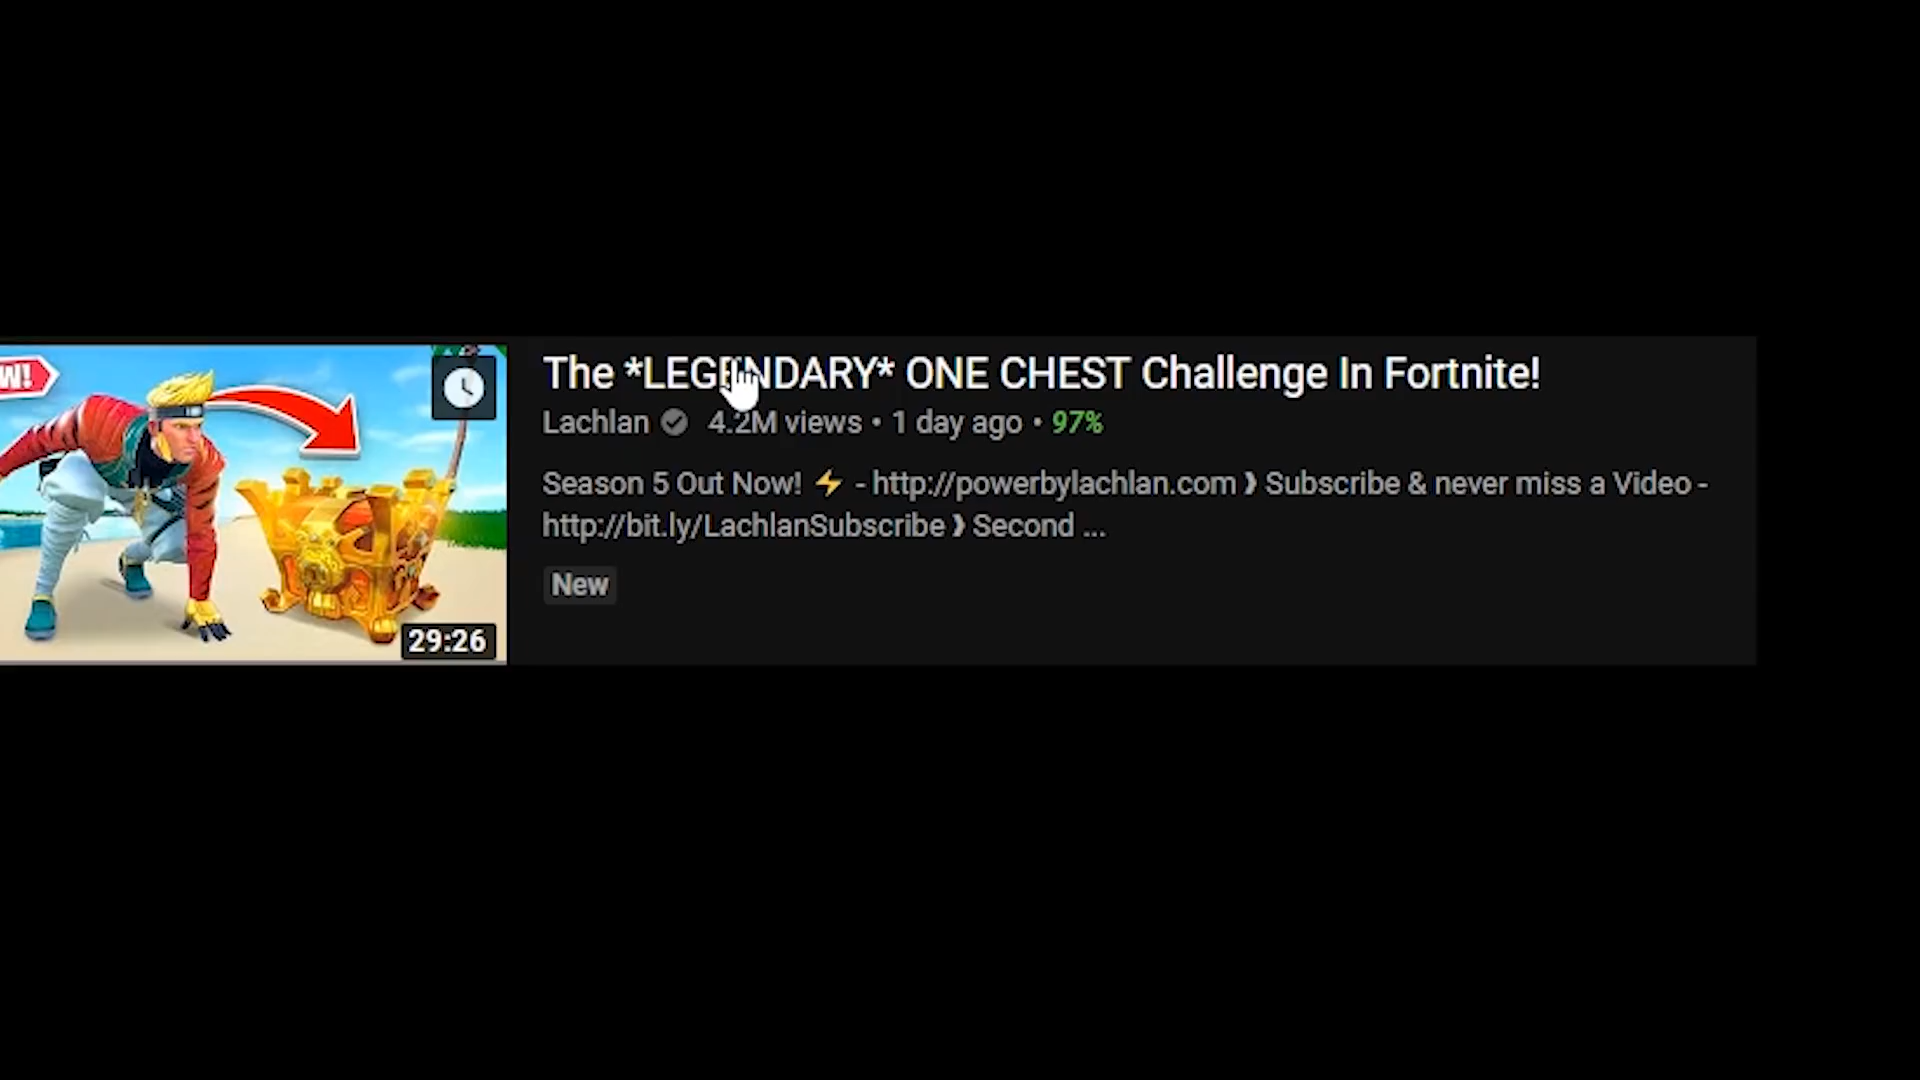 W!
The *LEGENDARY* ONE CHEST Challenge In Fortnite!
Lachlan 4.2M views • 1 day ago • 97%
Season 5 Out Now! ⚡ - http://powerbylachlan.com ❫ Subscribe & never miss a Video -
http://bit.ly/LachlanSubscribe ❫ Second ...
New
29:26